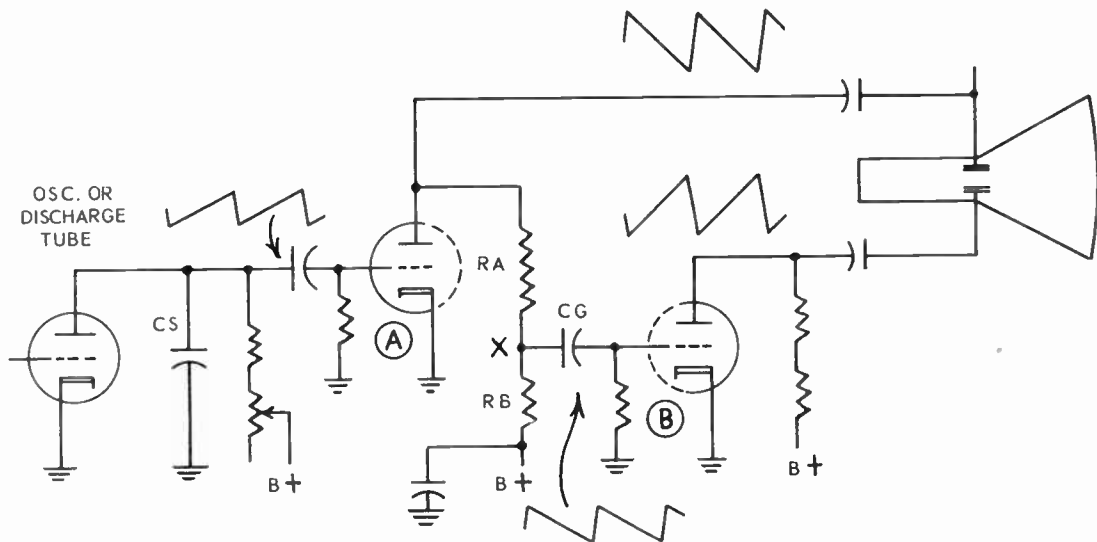 OSC. OR
DISCHARGE
TUBE
CS
B+
A
RA
X
RB
B+
CG
B
B+